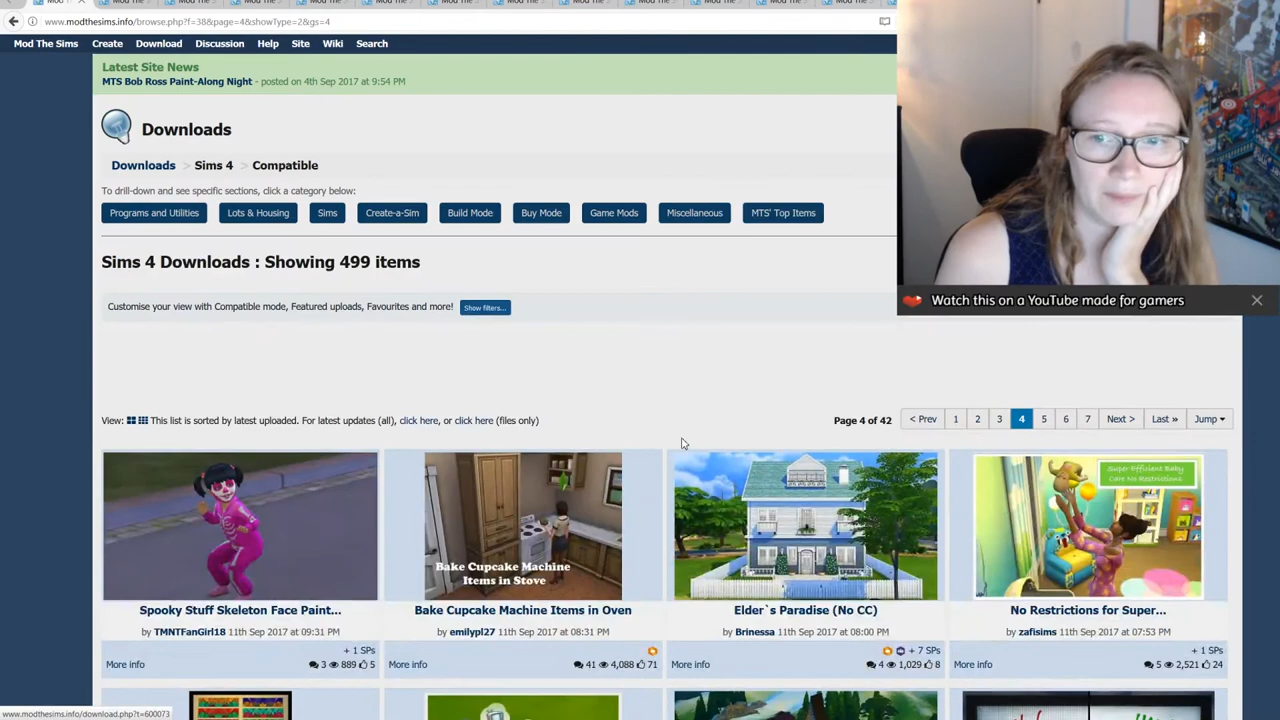 Mod The ...
www.modthesims.info/browse.php?f=38&page=4&showType=2&gs=4
Mod The Sims Create Download Discussion Help Site Wiki Search
Latest Site News
MTS Bob Ross Paint-Along Night - posted on 4th Sep 2017 at 9:54 PM
Downloads
Downloads > Sims 4 > Compatible
To drill-down and see specific sections, click a category below:
Programs and Utilities Lots & Housing Sims Create-a-Sim Build Mode Buy Mode Game Mods Miscellaneous MTS' Top Items
Watch this on a YouTube made for gamers
Sims 4 Downloads : Showing 499 items
Customise your view with Compatible mode, Featured uploads, Favourites and more! Show filters...
View: This list is sorted by latest uploaded. For latest updates (all), click here, or click here (files only) Page 4 of 42 < Prev 1 2 3 4 5 6 7 Next > Last » Jump
Super Efficient Baby
Care No Restrictions
Bake Cupcake Machine
Items in Stove
Spooky Stuff Skeleton Face Paint... Bake Cupcake Machine Items in Oven Elder`s Paradise (No CC) No Restrictions for Super...
by TMNTFanGirl18 11th Sep 2017 at 09:31 PM by emilypl27 11th Sep 2017 at 08:31 PM by Brinessa 11th Sep 2017 at 08:00 PM by zafisims 11th Sep 2017 at 07:53 PM
+ 1 SPs + 7 SPs + 1 SPs
More info 3 889 5 More info 41 4,088 71 More info 4 1,029 8 More info 5 2,521 24
www.modthesims.info/download.php?t=600073